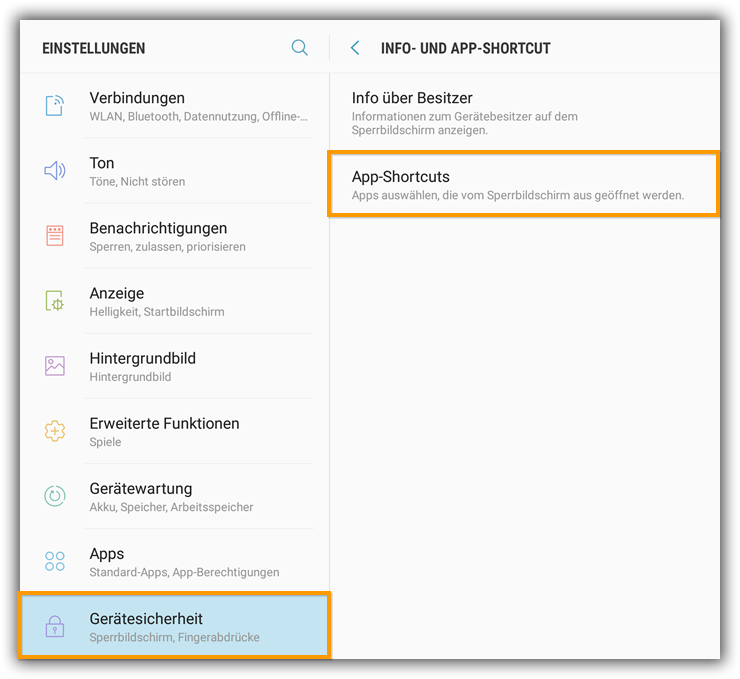 EINSTELLUNGEN
Verbindungen
WLAN, Bluetooth, Datennutzung, Offline-...
Ton
Töne, Nicht stören
Benachrichtigungen
Sperren, zulassen, priorisieren
Anzeige
Helligkeit, Startbildschirm
Hintergrundbild
Hintergrundbild
Erweiterte Funktionen
Spiele
Gerätewartung
Akku, Speicher, Arbeitsspeicher
Apps
Standard-Apps, App-Berechtigungen
Gerätesicherheit
Sperrbildschirm, Fingerabdrücke
INFO- UND APP-SHORTCUT
Info über Besitzer
Informationen zum Gerätebesitzer auf dem
Sperrbildschirm anzeigen.
App-Shortcuts
Apps auswählen, die vom Sperrbildschirm aus geöffnet werden.